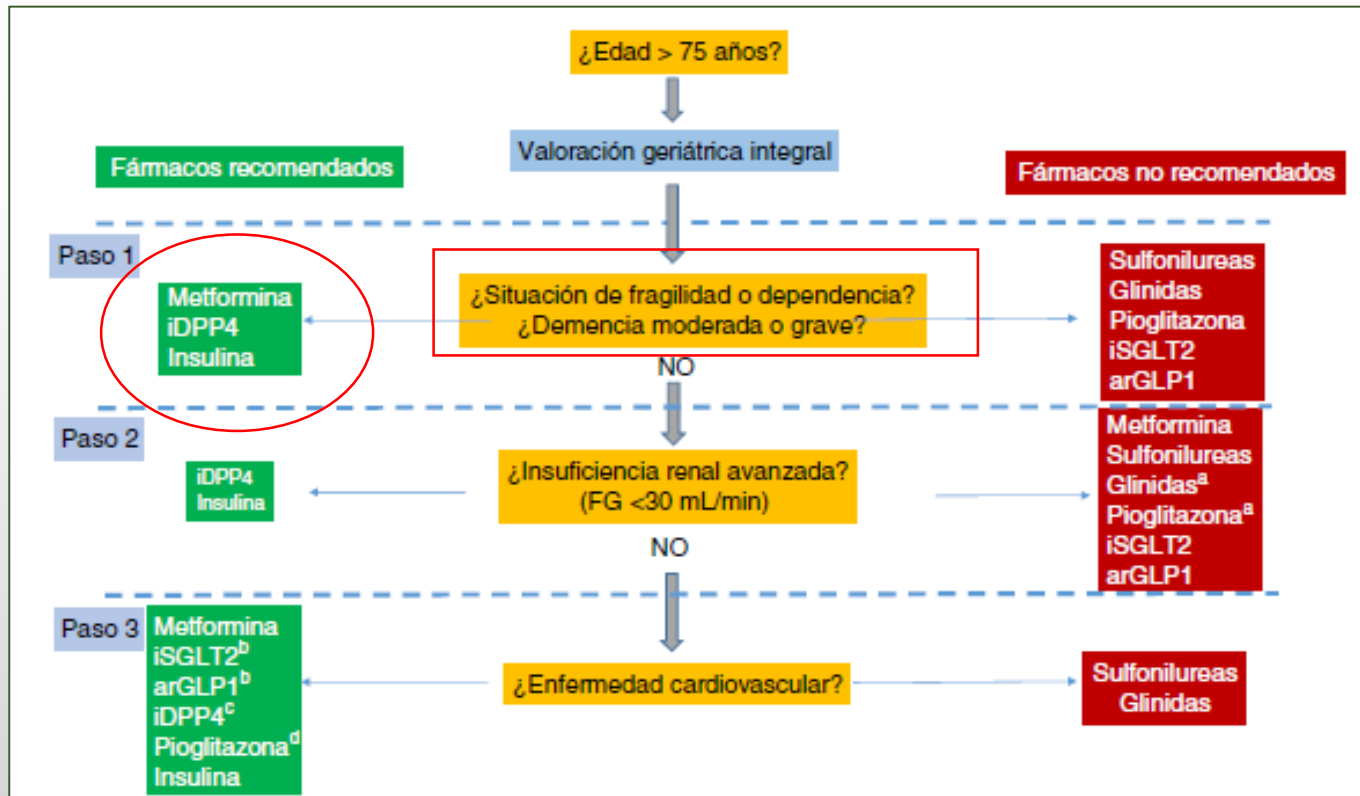 ¿Edad > 75 años?
Valoración geriátrica integral
Fármacos recomendados
Fármacos no recomendados
Paso 1
Metformina
iDPP4
Insulina
¿Situación de fragilidad o dependencia?
¿Demencia moderada o grave?
Sulfonilureas
Glinidas
Pioglitazona
iSGLT2
arGLP1
NO
Paso 2
iDPP4
Insulina
¿Insuficiencia renal avanzada?
(FG <30 mL/min)
Metformina
Sulfonilureas
Glinidasᵃ
Pioglitazonaᵃ
iSGLT2
arGLP1
NO
Paso 3
Metformina
iSGLT2ᵇ
arGLP1ᵇ
iDPP4ᶜ
Pioglitazonaᵈ
Insulina
¿Enfermedad cardiovascular?
Sulfonilureas
Glinidas